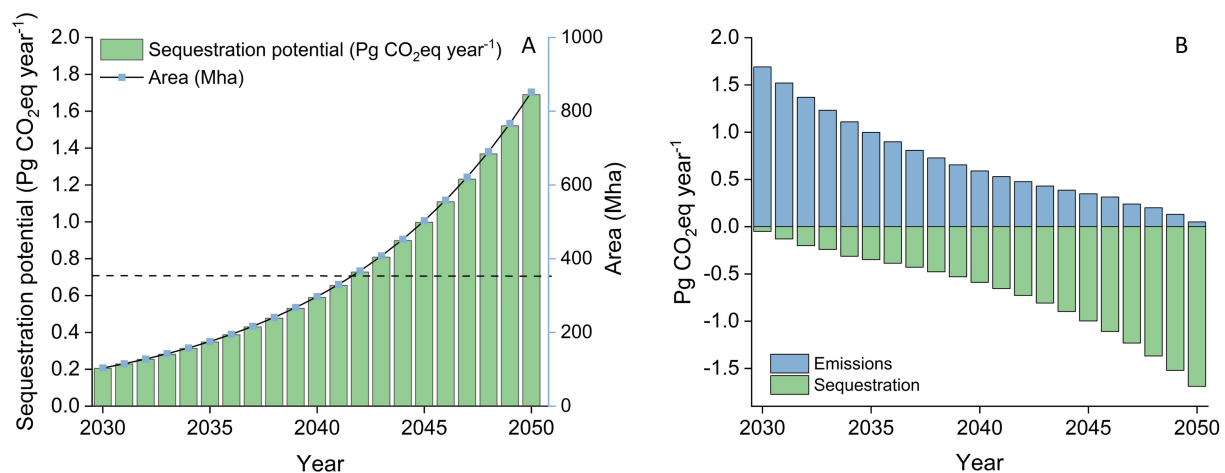 A
Sequestration potential (Pg CO₂eq year⁻¹)
Area (Mha)
Sequestration potential (Pg CO₂eq year⁻¹)
2.0
1.8
1.6
1.4
1.2
1.0
0.8
0.6
0.4
0.2
0.0
1000
800
600
400
200
0
Area (Mha)
2030 2035 2040 2045 2050
Year
B
Pg CO₂eq year⁻¹
2.0
1.5
1.0
0.5
0.0
-0.5
-1.0
-1.5
Emissions
Sequestration
2030 2035 2040 2045 2050
Year